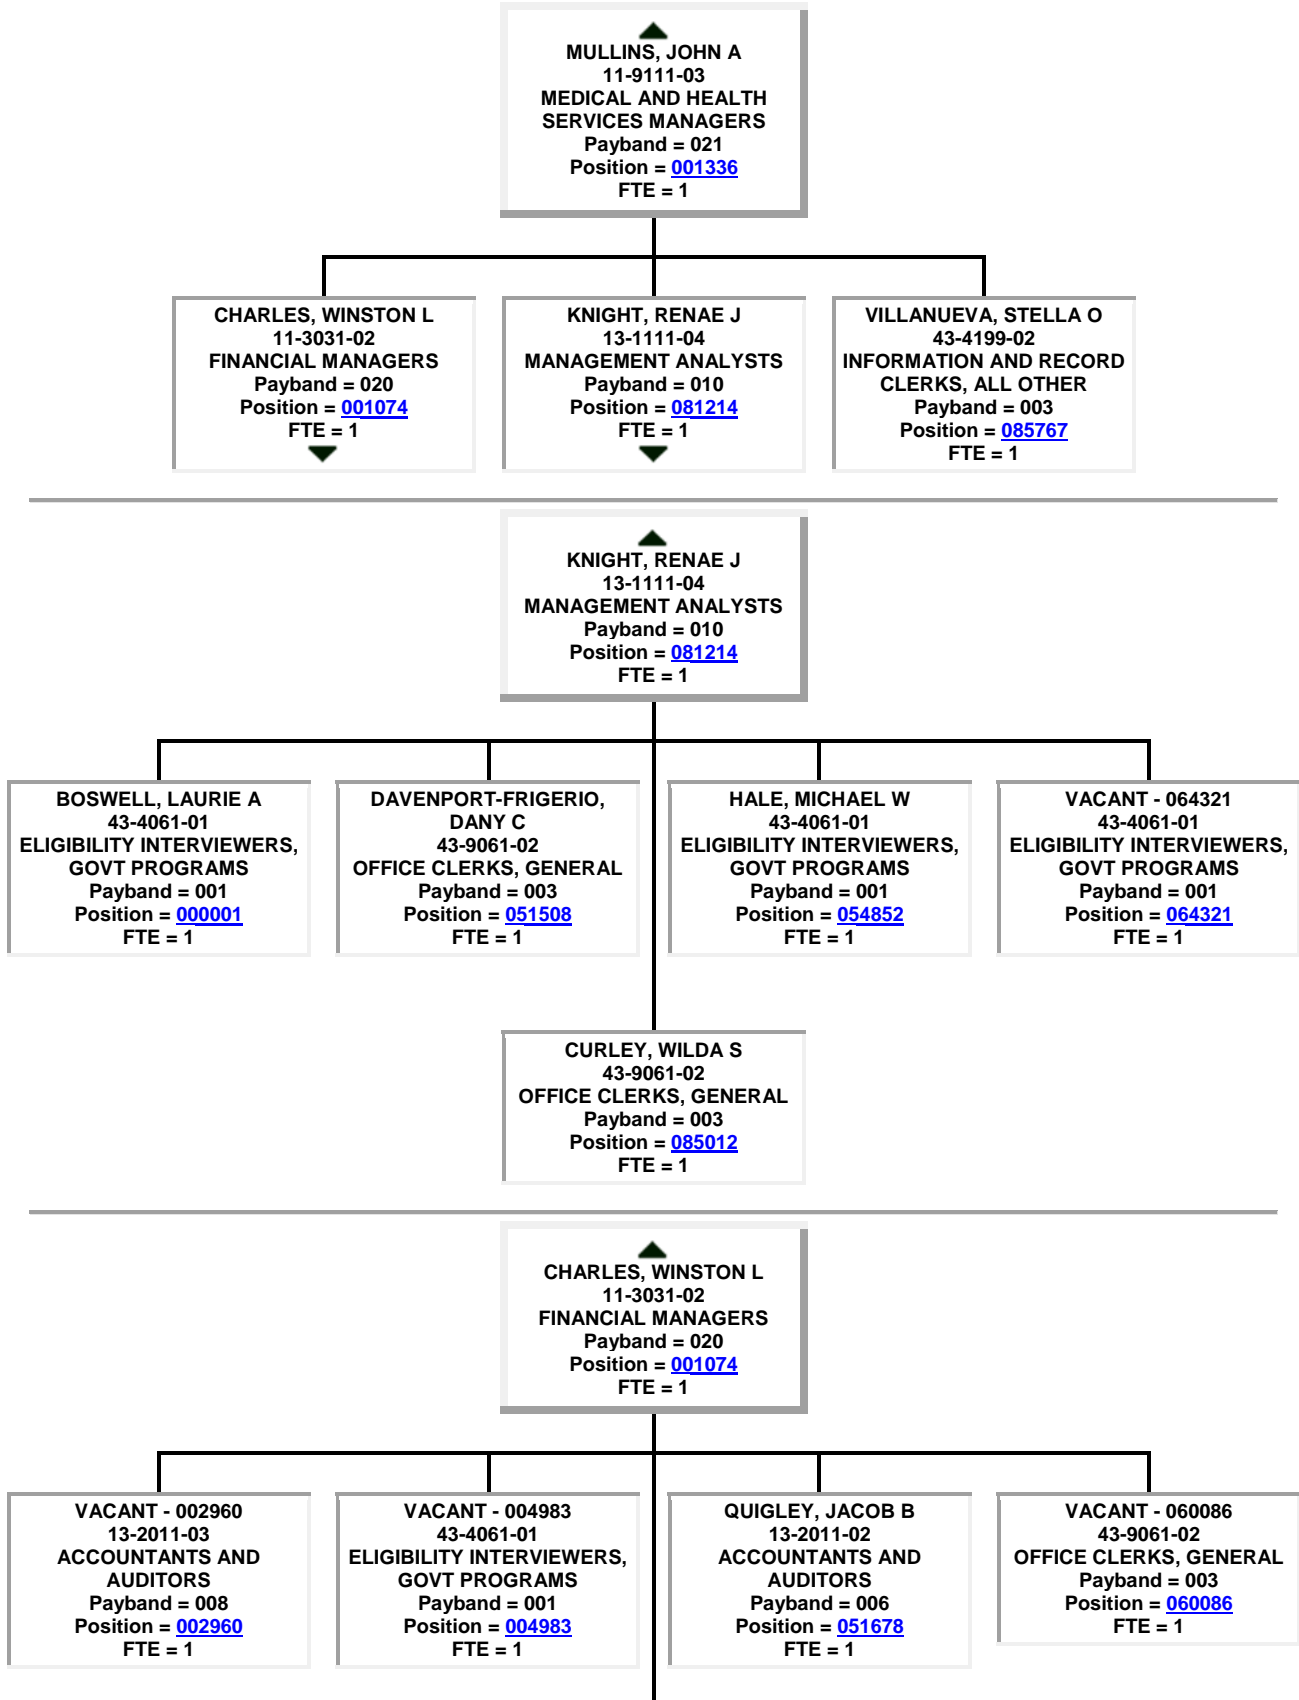 MULLINS, JOHN A
11-9111-03
MEDICAL AND HEALTH
SERVICES MANAGERS
Payband = 021
Position = 001336
FTE = 1
CHARLES, WINSTON L
11-3031-02
FINANCIAL MANAGERS
Payband = 020
Position = 001074
FTE = 1
KNIGHT, RENAE J
13-1111-04
MANAGEMENT ANALYSTS
Payband = 010
Position = 081214
FTE = 1
VILLANUEVA, STELLA O
43-4199-02
INFORMATION AND RECORD
CLERKS, ALL OTHER
Payband = 003
Position = 085767
FTE = 1
KNIGHT, RENAE J
13-1111-04
MANAGEMENT ANALYSTS
Payband = 010
Position = 081214
FTE = 1
BOSWELL, LAURIE A
43-4061-01
ELIGIBILITY INTERVIEWERS,
GOVT PROGRAMS
Payband = 001
Position = 000001
FTE = 1
DAVENPORT-FRIGERIO,
DANY C
43-9061-02
OFFICE CLERKS, GENERAL
Payband = 003
Position = 051508
FTE = 1
HALE, MICHAEL W
43-4061-01
ELIGIBILITY INTERVIEWERS,
GOVT PROGRAMS
Payband = 001
Position = 054852
FTE = 1
VACANT - 064321
43-4061-01
ELIGIBILITY INTERVIEWERS,
GOVT PROGRAMS
Payband = 001
Position = 064321
FTE = 1
CURLEY, WILDA S
43-9061-02
OFFICE CLERKS, GENERAL
Payband = 003
Position = 085012
FTE = 1
CHARLES, WINSTON L
11-3031-02
FINANCIAL MANAGERS
Payband = 020
Position = 001074
FTE = 1
VACANT - 002960
13-2011-03
ACCOUNTANTS AND
AUDITORS
Payband = 008
Position = 002960
FTE = 1
VACANT - 004983
43-4061-01
ELIGIBILITY INTERVIEWERS,
GOVT PROGRAMS
Payband = 001
Position = 004983
FTE = 1
QUIGLEY, JACOB B
13-2011-02
ACCOUNTANTS AND
AUDITORS
Payband = 006
Position = 051678
FTE = 1
VACANT - 060086
43-9061-02
OFFICE CLERKS, GENERAL
Payband = 003
Position = 060086
FTE = 1